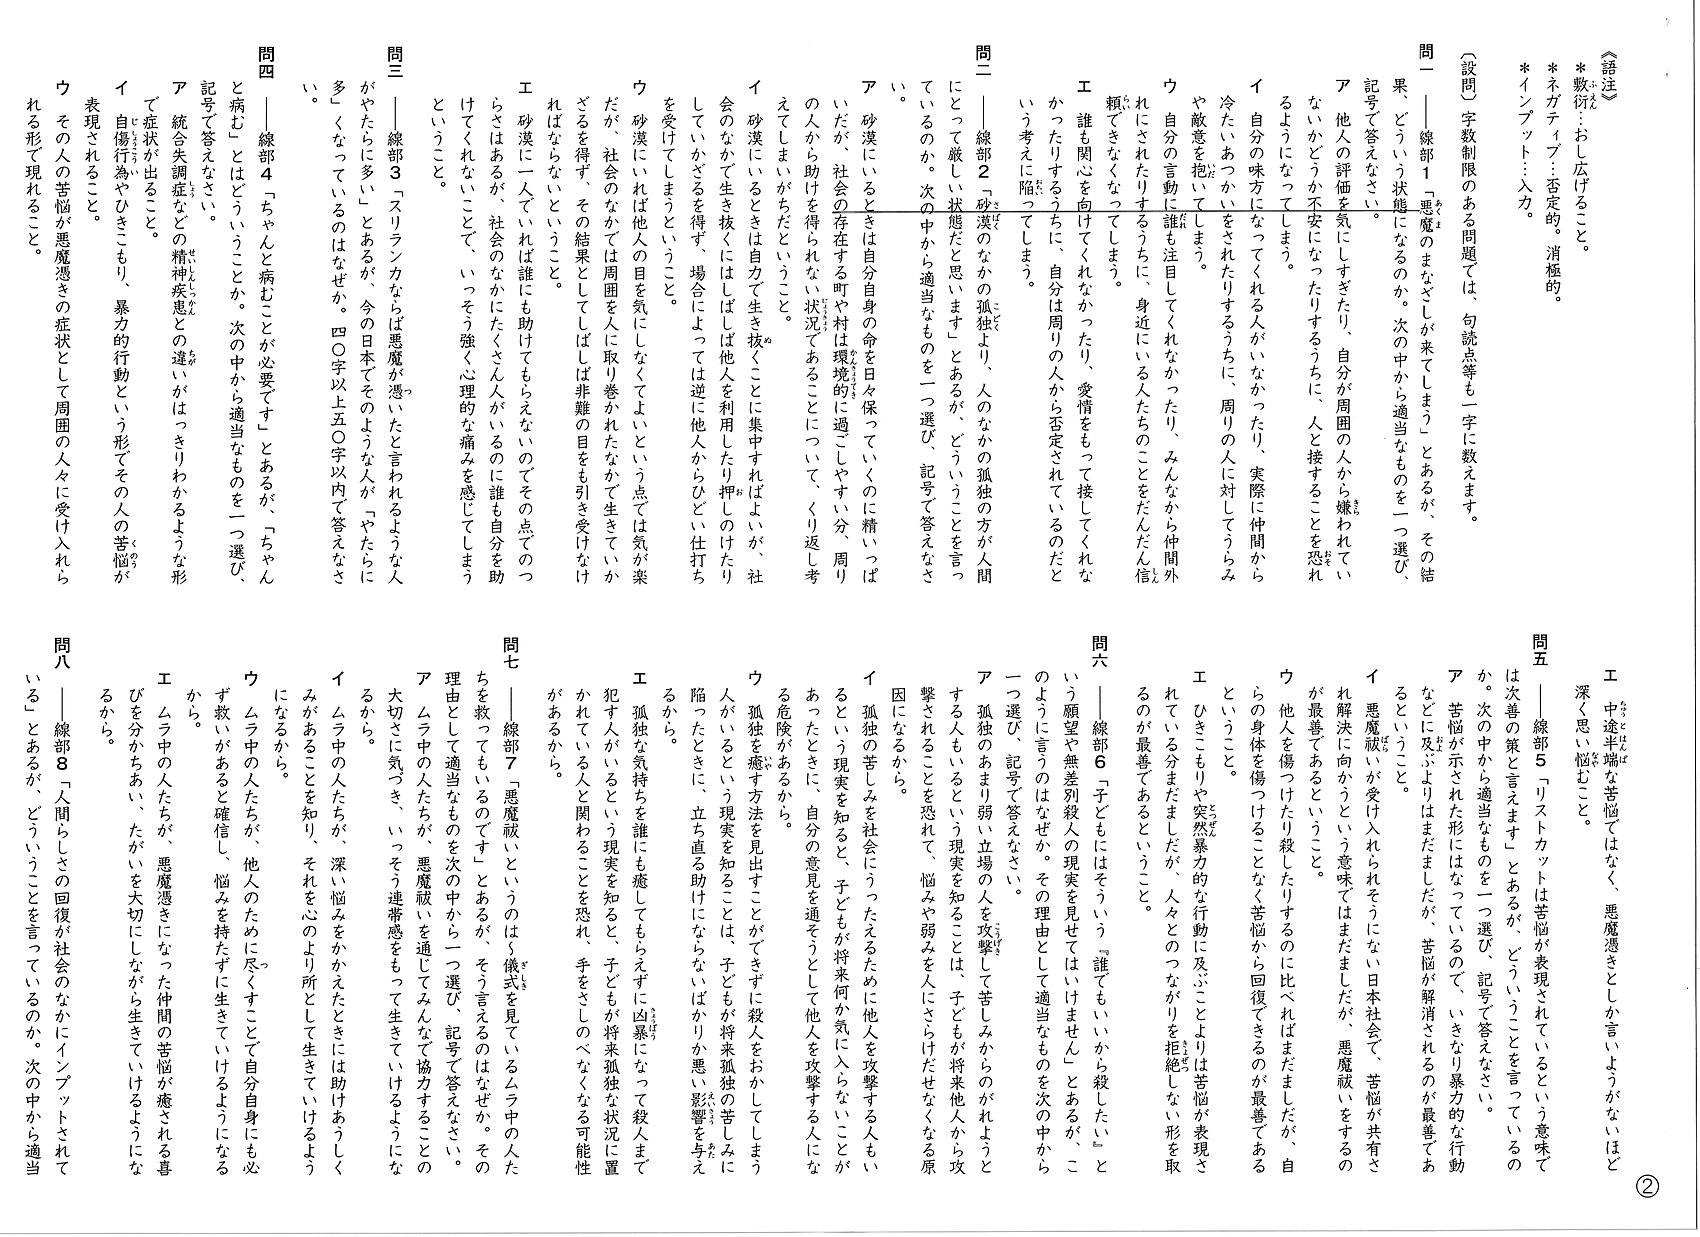 《語注》
＊敷衍…おし広げること。
＊ネガティブ…否定的。消極的。
＊インプット…入力。
〔設問〕字数制限のある問題では、句読点等も一字に数えます。
問一　――線部1「悪魔のまなざしが来てしまう」とあるが、その結
果、どういう状態になるのか。次の中から適当なものを一つ選び、
記号で答えなさい。
ア　他人の評価を気にしすぎたり、自分が周囲の人から嫌われてい
ないかどうか不安になったりするうちに、人と接することを恐れ
るようになってしまう。
イ　自分の味方になってくれる人がいなかったり、実際に仲間から
冷たいあつかいをされたりするうちに、周りの人に対してうらみ
や敵意を抱いてしまう。
ウ　自分の言動に誰も注目してくれなかったり、みんなから仲間外
れにされたりするうちに、身近にいる人たちのことをだんだん信
頼できなくなってしまう。
エ　誰も関心を向けてくれなかったり、愛情をもって接してくれな
かったりするうちに、自分は周りの人から否定されているのだと
いう考えに陥ってしまう。
問二　――線部2「砂漠のなかの孤独より、人のなかの孤独の方が人間
にとって厳しい状態だと思います」とあるが、どういうことを言っ
ているのか。次の中から適当なものを一つ選び、記号で答えなさ
い。
ア　砂漠にいるときは自分自身の命を日々保っていくのに精いっぱ
いだが、社会の存在する町や村は環境的に過ごしやすい分、周り
の人から助けを得られない状況であることについて、くり返し考
えてしまいがちだということ。
イ　砂漠にいるときは自力で生き抜くことに集中すればよいが、社
会のなかで生き抜くにはしばしば他人を利用したり押しのけたり
していかざるを得ず、場合によっては逆に他人からひどい仕打ち
を受けてしまうということ。
ウ　砂漠にいれば他人の目を気にしなくてよいという点では気が楽
だが、社会のなかでは周囲を人に取り巻かれたなかで生きていか
ざるを得ず、その結果としてしばしば非難の目をも引き受けなけ
ればならないということ。
エ　砂漠に一人でいれば誰にも助けてもらえないのでその点でのつ
らさはあるが、社会のなかにたくさん人がいるのに誰も自分を助
けてくれないことで、いっそう強く心理的な痛みを感じてしまう
ということ。
問三　――線部3「スリランカならば悪魔が憑いたと言われるような人
がやたらに多い」とあるが、今の日本でそのような人が「やたらに
多」くなっているのはなぜか。四〇字以上五〇字以内で答えなさ
い。
問四　――線部4「ちゃんと病むことが必要です」とあるが、「ちゃん
と病む」とはどういうことか。次の中から適当なものを一つ選び、
記号で答えなさい。
ア　統合失調症などの精神疾患との違いがはっきりわかるような形
で症状が出ること。
イ　自傷行為やひきこもり、暴力的行動という形でその人の苦悩が
表現されること。
ウ　その人の苦悩が悪魔憑きの症状として周囲の人々に受け入れら
れる形で現れること。
エ　中途半端な苦悩ではなく、悪魔憑きとしか言いようがないほど
深く思い悩むこと。
問五　――線部5「リストカットは苦悩が表現されているという意味で
は次善の策と言えます」とあるが、どういうことを言っているの
か。次の中から適当なものを一つ選び、記号で答えなさい。
ア　苦悩が示された形にはなっているので、いきなり暴力的な行動
などに及ぶよりはまだましだが、苦悩が解消されるのが最善であ
るということ。
イ　悪魔祓いが受け入れられそうにない日本社会で、苦悩が共有さ
れ解決に向かうという意味ではまだましだが、悪魔祓いをするの
が最善であるということ。
ウ　他人を傷つけたり殺したりするのに比べればまだましだが、自
らの身体を傷つけることなく苦悩から回復できるのが最善である
ということ。
エ　ひきこもりや突然暴力的な行動に及ぶことよりは苦悩が表現さ
れている分まだましだが、人々とのつながりを拒絶しない形を取
るのが最善であるということ。
問六　――線部6「子どもにはそういう『誰でもいいから殺したい』と
いう願望や無差別殺人の現実を見せてはいけません」とあるが、こ
のように言うのはなぜか。その理由として適当なものを次の中から
一つ選び、記号で答えなさい。
ア　孤独のあまり弱い立場の人を攻撃して苦しみからのがれようと
する人もいるという現実を知ることは、子どもが将来他人から攻
撃されることを恐れて、悩みや弱みを人にさらけだせなくなる原
因になるから。
イ　孤独の苦しみを社会にうったえるために他人を攻撃する人もい
るという現実を知ると、子どもが将来何か気に入らないことが
あったときに、自分の意見を通そうとして他人を攻撃する人にな
る危険があるから。
ウ　孤独を癒す方法を見出すことができずに殺人をおかしてしまう
人がいるという現実を知ることは、子どもが将来孤独の苦しみに
陥ったときに、立ち直る助けにならないばかりか悪い影響を与え
るから。
エ　孤独な気持ちを誰にも癒してもらえずに凶暴になって殺人まで
犯す人がいるという現実を知ると、子どもが将来孤独な状況に置
かれている人と関わることを恐れ、手をさしのべなくなる可能性
があるから。
問七　――線部7「悪魔祓いというのは～儀式を見ているムラ中の人た
ちを救ってもいるのです」とあるが、そう言えるのはなぜか。その
理由として適当なものを次の中から一つ選び、記号で答えなさい。
ア　ムラ中の人たちが、悪魔祓いを通じてみんなで協力することの
大切さに気づき、いっそう連帯感をもって生きていけるようにな
るから。
イ　ムラ中の人たちが、深い悩みをかかえたときには助けあうしく
みがあることを知り、それを心のより所として生きていけるよう
になるから。
ウ　ムラ中の人たちが、他人のために尽くすことで自分自身にも必
ず救いがあると確信し、悩みを持たずに生きていけるようになる
から。
エ　ムラ中の人たちが、悪魔憑きになった仲間の苦悩が癒される喜
びを分かちあい、たがいを大切にしながら生きていけるようにな
るから。
問八　――線部8「人間らしさの回復が社会のなかにインプットされて
いる」とあるが、どういうことを言っているのか。次の中から適当
②